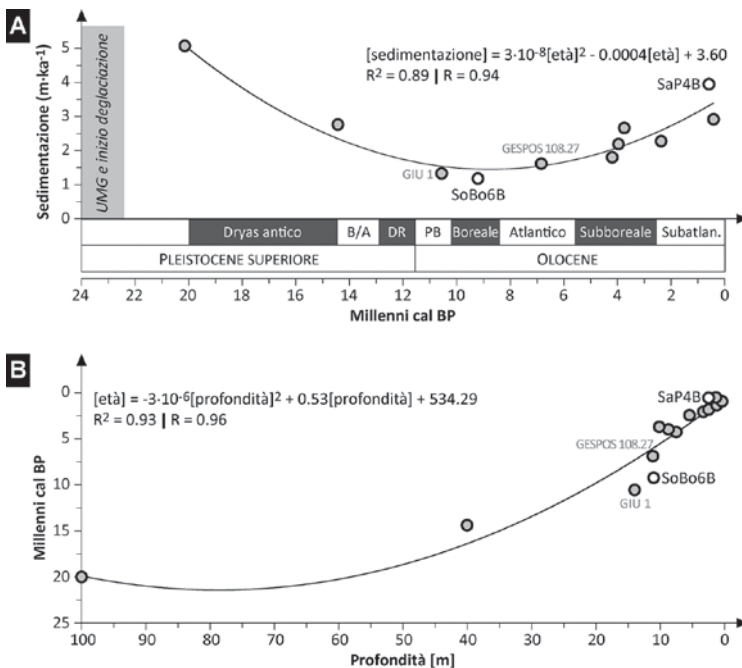 A
Sedimentazione (m·ka⁻¹)
5
4
3
2
1
0
UMG e inizio deglaciazione
[sedimentazione] = 3·10⁻⁸[età]² - 0.0004[età] + 3.60
R² = 0.89 | R = 0.94
SaP4B
GESPOS 108.27
GIU 1
SoBo6B
Dryas antico B/A DR PB Boreale Atlantico Subboreale Subatlan.
PLEISTOCENE SUPERIORE OLOCENE
24 22 20 18 16 14 12 10 8 6 4 2 0
Millenni cal BP
B
Millenni cal BP
0
5
10
15
20
25
[età] = -3·10⁻⁶[profondità]² + 0.53[profondità] + 534.29
R² = 0.93 | R = 0.96
SaP4B
GESPOS 108.27
SoBo6B
GIU 1
100 90 80 70 60 50 40 30 20 10 0
Profondità [m]